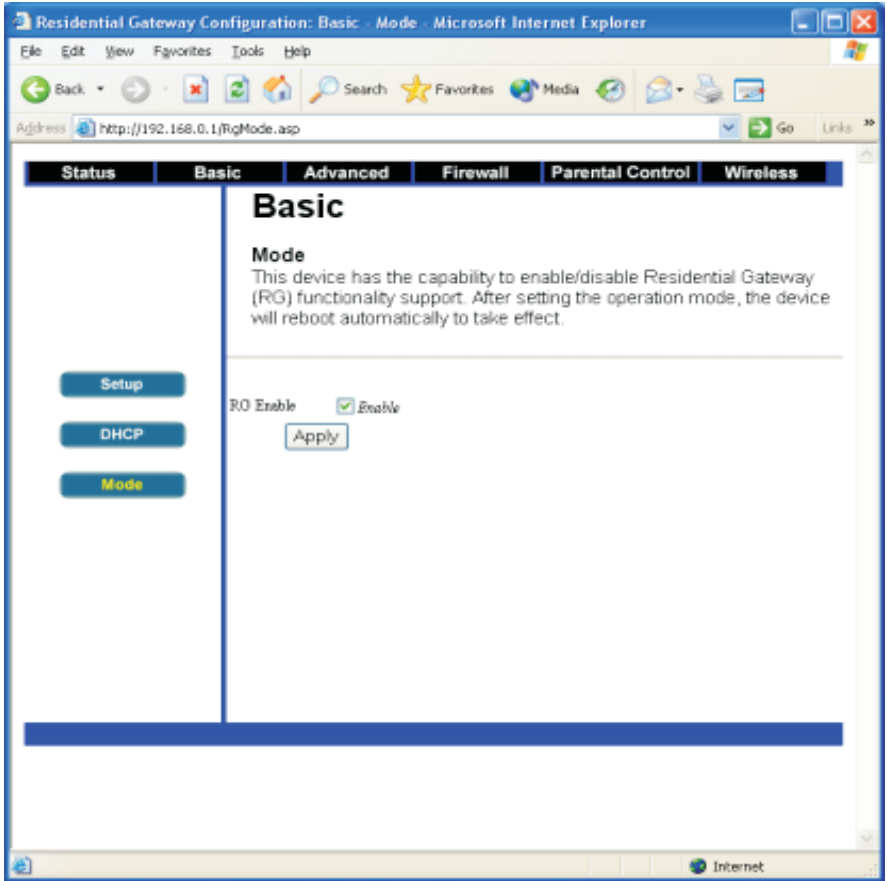 Residential Gateway Configuration: Basic - Mode - Microsoft Internet Explorer
File Edit View Favorites Tools Help
Back Search Favorites Media
Address http://192.168.0.1/RgMode.asp Go Links »
Status Basic Advanced Firewall Parental Control Wireless
Basic
Mode
This device has the capability to enable/disable Residential Gateway
(RG) functionality support. After setting the operation mode, the device
will reboot automatically to take effect.
Setup
RG Enable Enable
DHCP
Apply
Mode
Internet